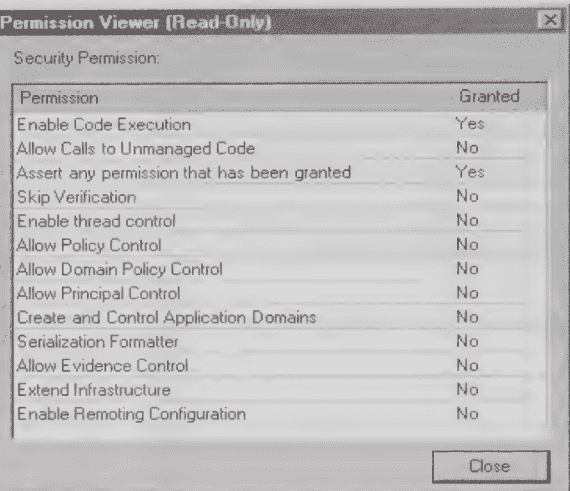 Permission Viewer (Read-Only)
Security Permission:
Permission Granted
Enable Code Execution Yes
Allow Calls to Unmanaged Code No
Assert any permission that has been granted Yes
Skip Verification No
Enable thread control No
Allow Policy Control No
Allow Domain Policy Control No
Allow Principal Control No
Create and Control Application Domains No
Serialization Formatter No
Allow Evidence Control No
Extend Infrastructure No
Enable Remoting Configuration No
Close